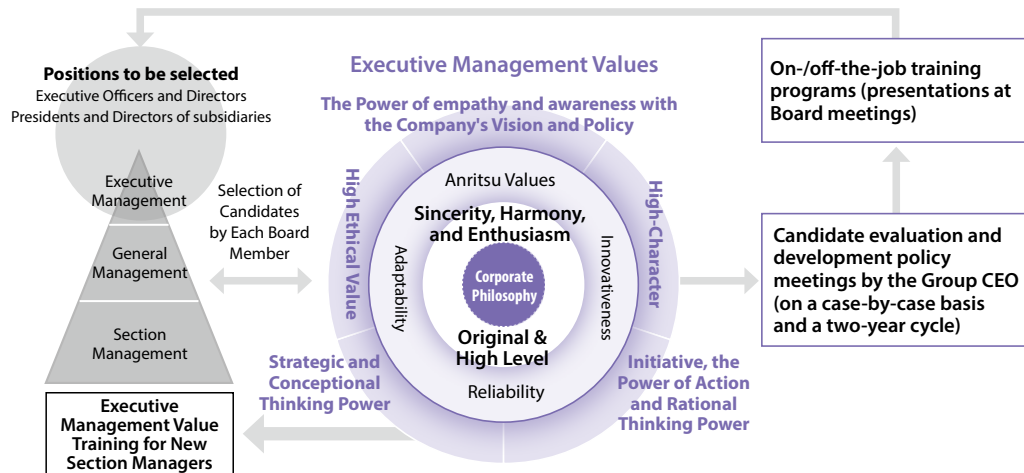 Positions to be selected
Executive Officers and Directors
Presidents and Directors of subsidiaries
Executive
Management
General
Management
Section
Management
Executive
Management Value
Training for New
Section Managers
Selection of
Candidates
by Each Board
Member
Executive Management Values
The Power of empathy and awareness with
the Company's Vision and Policy
High Ethical Value
High-Character
Strategic and
Conceptional
Thinking Power
Initiative, the
Power of Action
and Rational
Thinking Power
Anritsu Values
Adaptability
Innovativeness
Reliability
Sincerity, Harmony,
and Enthusiasm
Corporate
Philosophy
Original &
High Level
On-/off-the-job training
programs (presentations at
Board meetings)
Candidate evaluation and
development policy
meetings by the Group CEO
(on a case-by-case basis
and a two-year cycle)